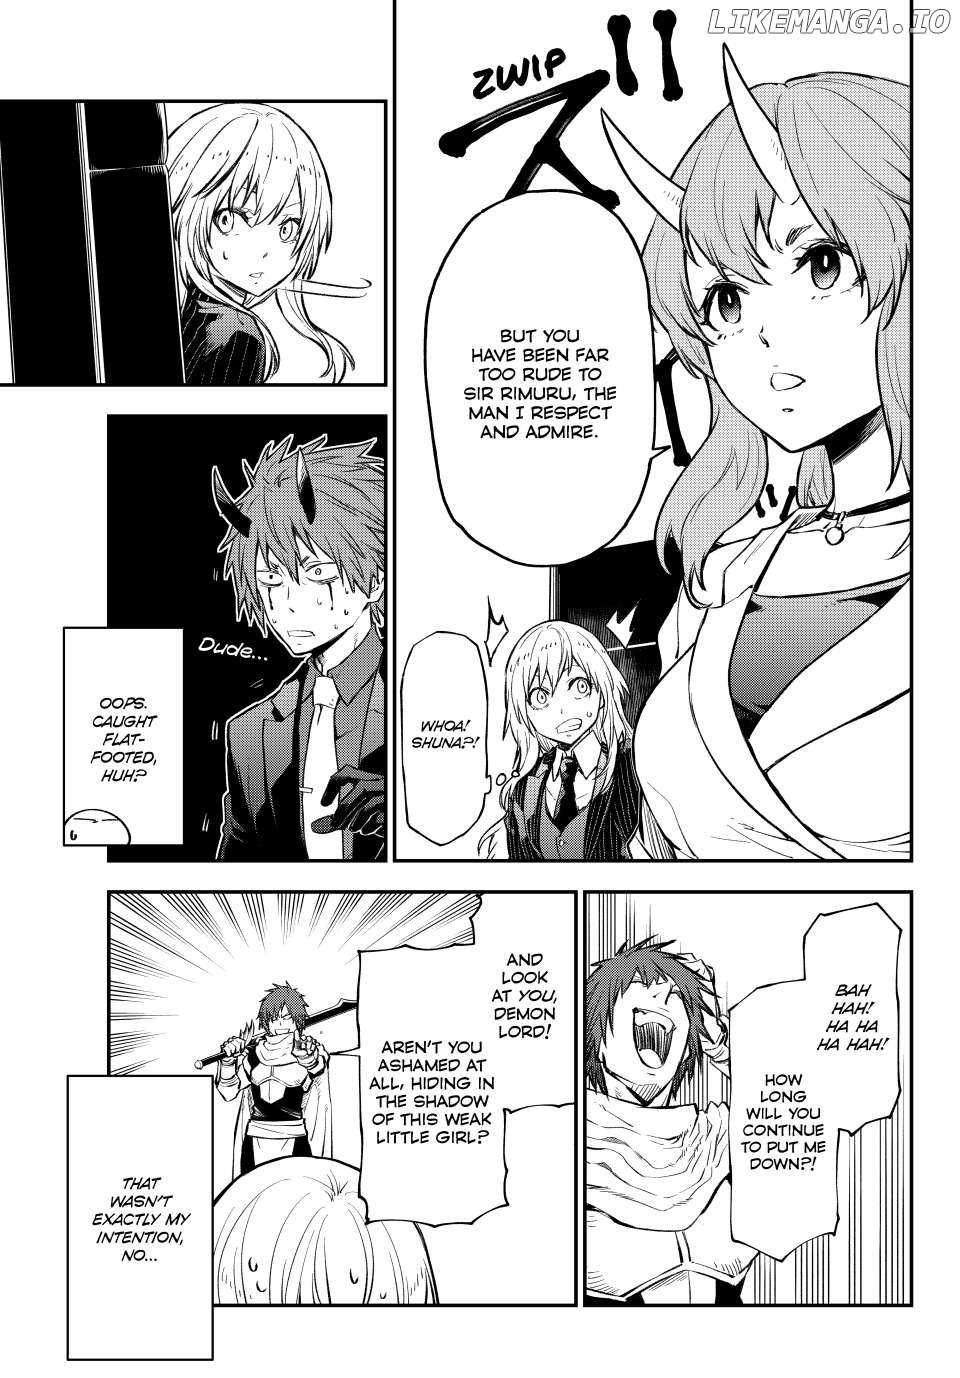 LIKEMANGA.IO
ZWIP
ズ
BUT YOU
HAVE BEEN FAR
TOO RUDE TO
SIR RIMURU, THE
MAN I RESPECT
AND ADMIRE.
WHOA!
SHUNA?!
Dude...
OOPS.
CAUGHT
FLAT-
FOOTED,
HUH?
BAH
HAH!
HA HA
HA HAH!
HOW
LONG
WILL YOU
CONTINUE
TO PUT ME
DOWN?!
AND
LOOK
AT YOU,
DEMON
LORD!
AREN'T YOU
ASHAMED AT
ALL, HIDING IN
THE SHADOW
OF THIS WEAK
LITTLE GIRL?
THAT
WASN'T
EXACTLY MY
INTENTION,
NO...